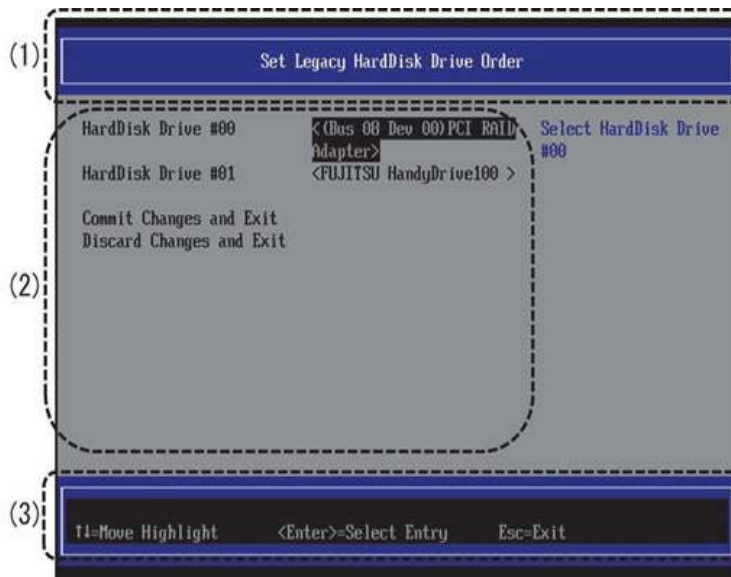 (1)
Set Legacy HardDisk Drive Order
HardDisk Drive #00 <(Bus 08 Dev 00)PCI RAID Select HardDisk Drive
Adapter> #00
HardDisk Drive #01 <FUJITSU HandyDrive100 >
Commit Changes and Exit
Discard Changes and Exit
(2)
(3)
↑↓=Move Highlight <Enter>=Select Entry Esc=Exit